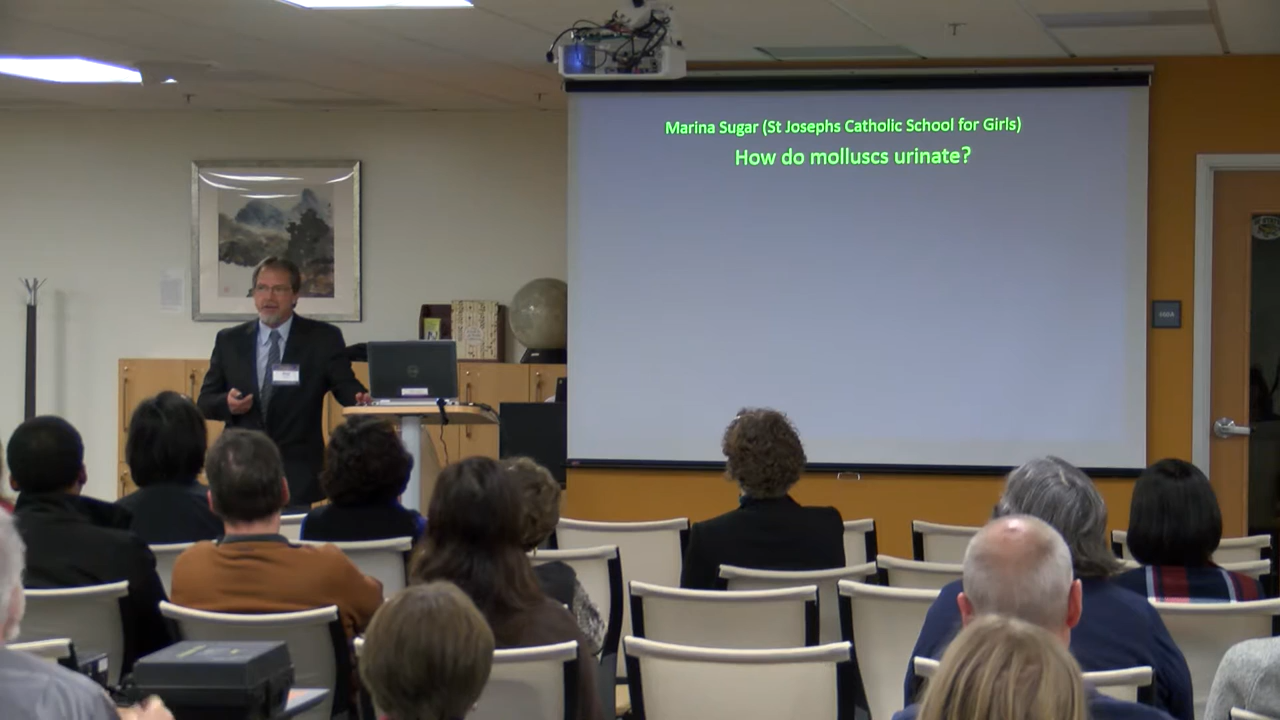 Marina Sugar (St Josephs Catholic School for Girls)
How do molluscs urinate?